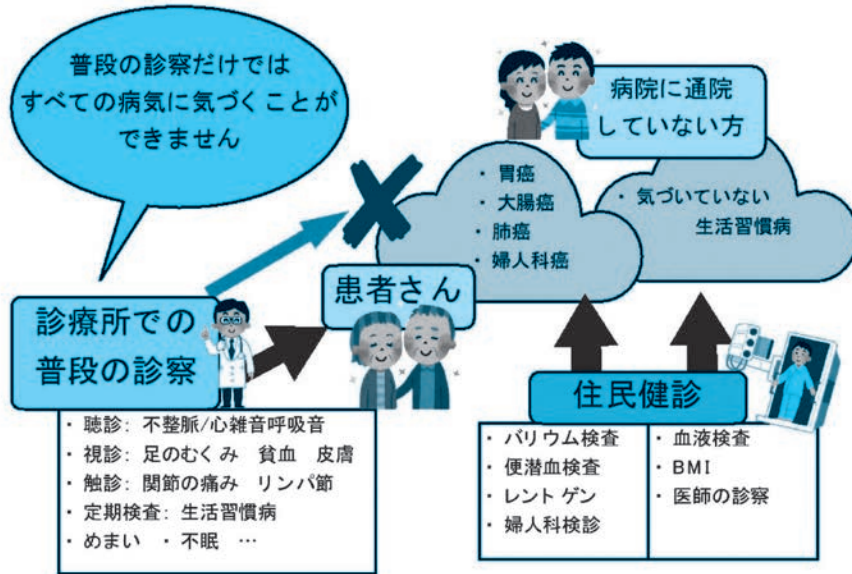 普段の診察だけでは
すべての病気に気づくことが
できません
病院に通院
していない方
・胃癌
・大腸癌
・肺癌
・婦人科癌
・気づいていない
生活習慣病
患者さん
診療所での
普段の診察
・聴診: 不整脈/心雑音呼吸音
・視診: 足のむくみ 貧血 皮膚
・触診: 関節の痛み リンパ節
・定期検査: 生活習慣病
・めまい ・不眠 …
住民健診
・バリウム検査
・便潜血検査
・レントゲン
・婦人科検診
・血液検査
・BMI
・医師の診察